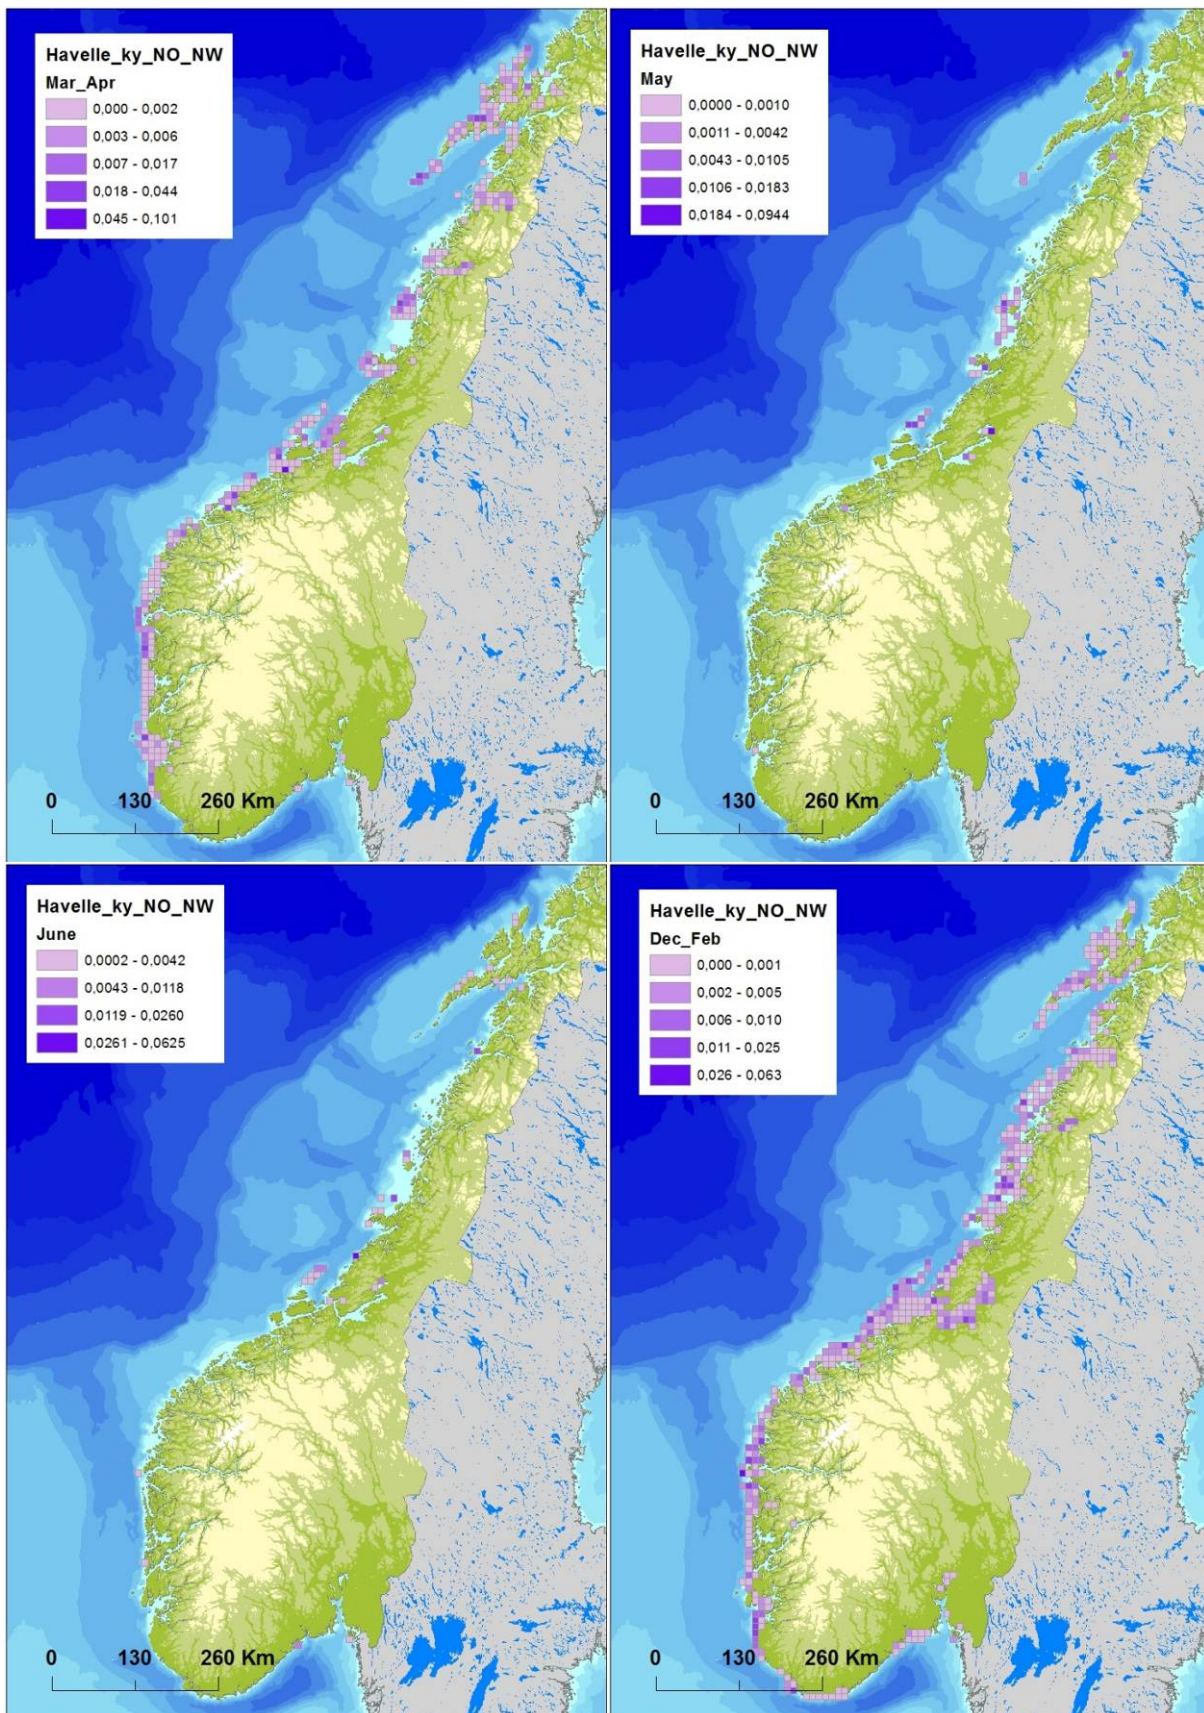 Havelle_ky_NO_NW
Mar_Apr
0,000 - 0,002
0,003 - 0,006
0,007 - 0,017
0,018 - 0,044
0,045 - 0,101
0 130 260 Km
Havelle_ky_NO_NW
May
0,0000 - 0,0010
0,0011 - 0,0042
0,0043 - 0,0105
0,0106 - 0,0183
0,0184 - 0,0944
0 130 260 Km
Havelle_ky_NO_NW
June
0,0002 - 0,0042
0,0043 - 0,0118
0,0119 - 0,0260
0,0261 - 0,0625
0 130 260 Km
Havelle_ky_NO_NW
Dec_Feb
0,000 - 0,001
0,002 - 0,005
0,006 - 0,010
0,011 - 0,025
0,026 - 0,063
0 130 260 Km